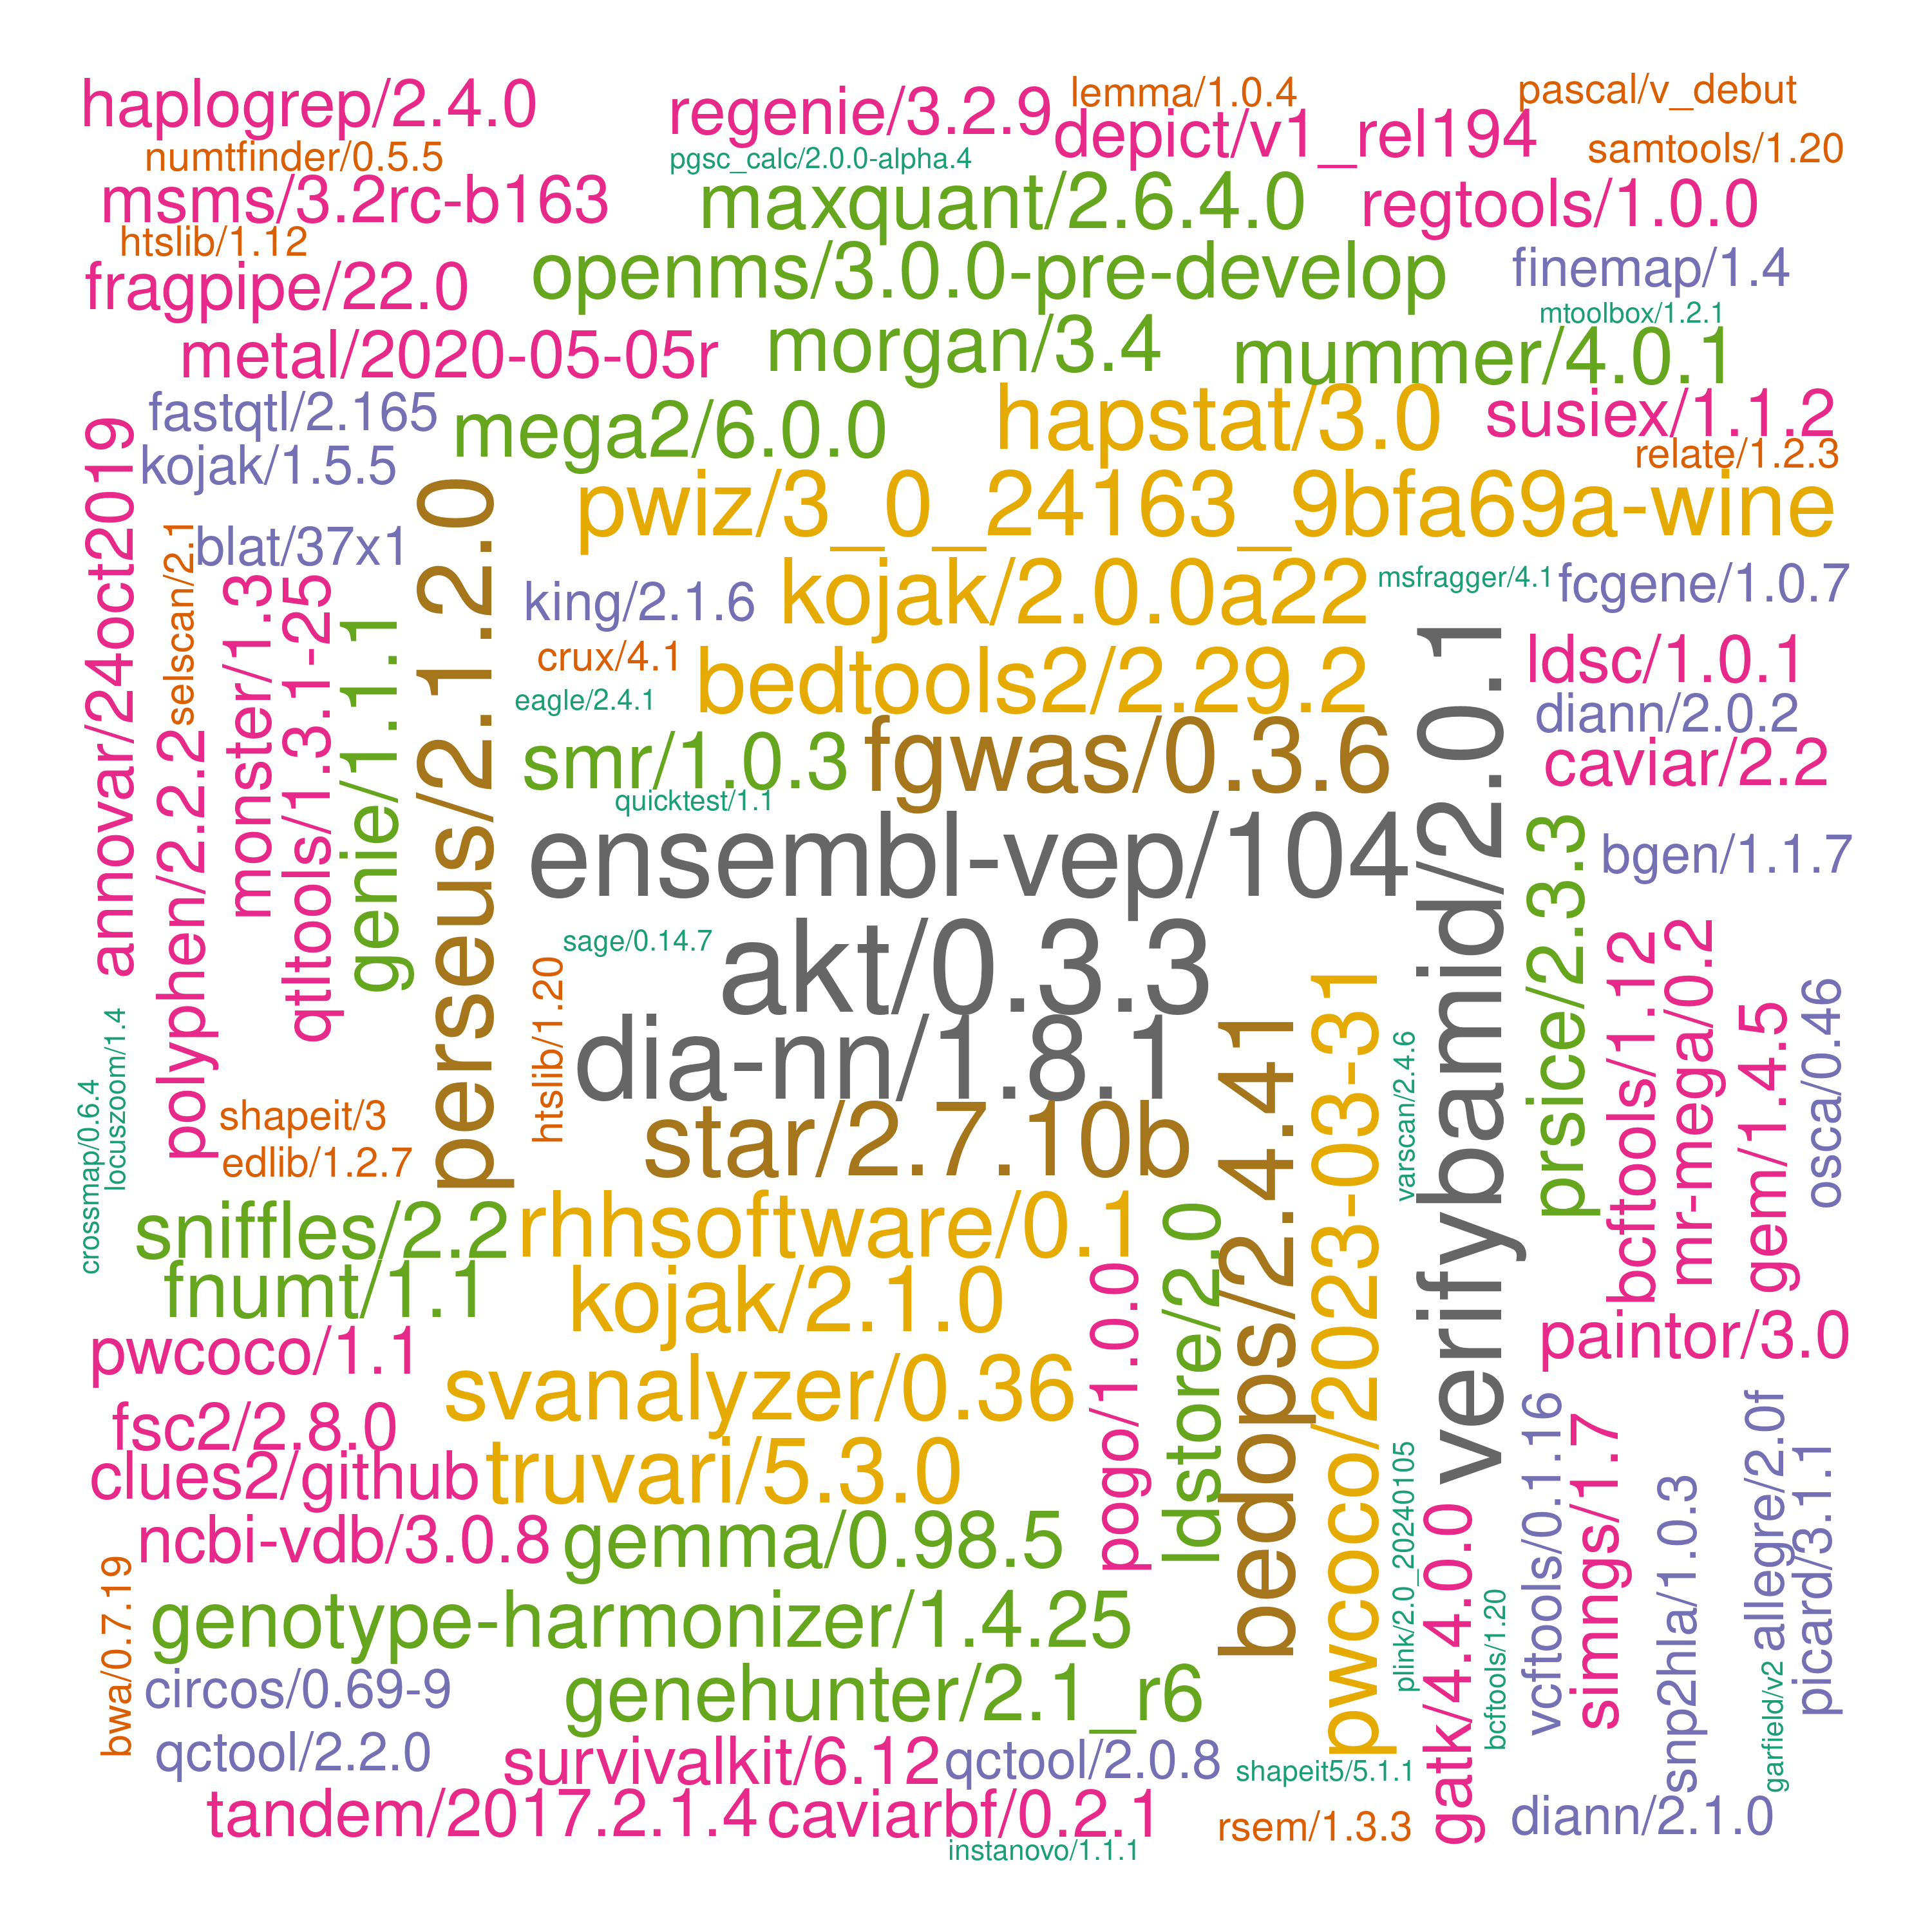 haplogrep/2.4.0
regenie/3.2.9
lemma/1.0.4
pascal/v_debut
numtfinder/0.5.5
pgsc_calc/2.0.0-alpha.4
depict/v1_rel194
samtools/1.20
msms/3.2rc-b163
maxquant/2.6.4.0
regtools/1.0.0
htslib/1.12
fragpipe/22.0
openms/3.0.0-pre-develop
finemap/1.4
mtoolbox/1.2.1
metal/2020-05-05r
morgan/3.4
mummer/4.0.1
fastqtl/2.165
mega2/6.0.0
hapstat/3.0
susiex/1.1.2
relate/1.2.3
kojak/1.5.5
pwiz/3_0_24163_9bfa69a-wine
annovar/24oct2019
selscan/2.1
blat/37x1
monster/1.3
qtltools/1.3.1-25
genie/1.1.1
perseus/2.1.2.0
king/2.1.6
kojak/2.0.0a22
msfragger/4.1
fcgene/1.0.7
crux/4.1
bedtools2/2.29.2
eagle/2.4.1
ldsc/1.0.1
diann/2.0.2
smr/1.0.3
fgwas/0.3.6
caviar/2.2
quicktest/1.1
polyphen/2.2.2
ensembl-vep/104
verifybamid/2.0.1
prsice/2.3.3
bgen/1.1.7
sage/0.14.7
akt/0.3.3
htslib/1.20
dia-nn/1.8.1
bedops/2.4.41
pwcoco/2023-03-31
varscan/2.4.6
bcftools/1.12
mr-mega/0.2
gem/1.4.5
osca/0.46
crossmap/0.6.4
locuszoom/1.4
shapeit/3
edlib/1.2.7
star/2.7.10b
sniffles/2.2
rhhsoftware/0.1
ldstore/2.0
fnumt/1.1
kojak/2.1.0
pogo/1.0.0
pwcoco/1.1
paintor/3.0
svanalyzer/0.36
fsc2/2.8.0
clues2/github
truvari/5.3.0
plink/2.0_20240105
vcftools/0.1.16
simngs/1.7
snp2hla/1.0.3
allegre/2.0f
picard/3.1.1
ncbi-vdb/3.0.8
gemma/0.98.5
gatk/4.4.0.0
bcftools/1.20
bwa/0.7.19
genotype-harmonizer/1.4.25
circos/0.69-9
genehunter/2.1_r6
garfield/v2
qctool/2.2.0
survivalkit/6.12
qctool/2.0.8
shapeit5/5.1.1
tandem/2017.2.1.4
caviarbf/0.2.1
rsem/1.3.3
diann/2.1.0
instanovo/1.1.1